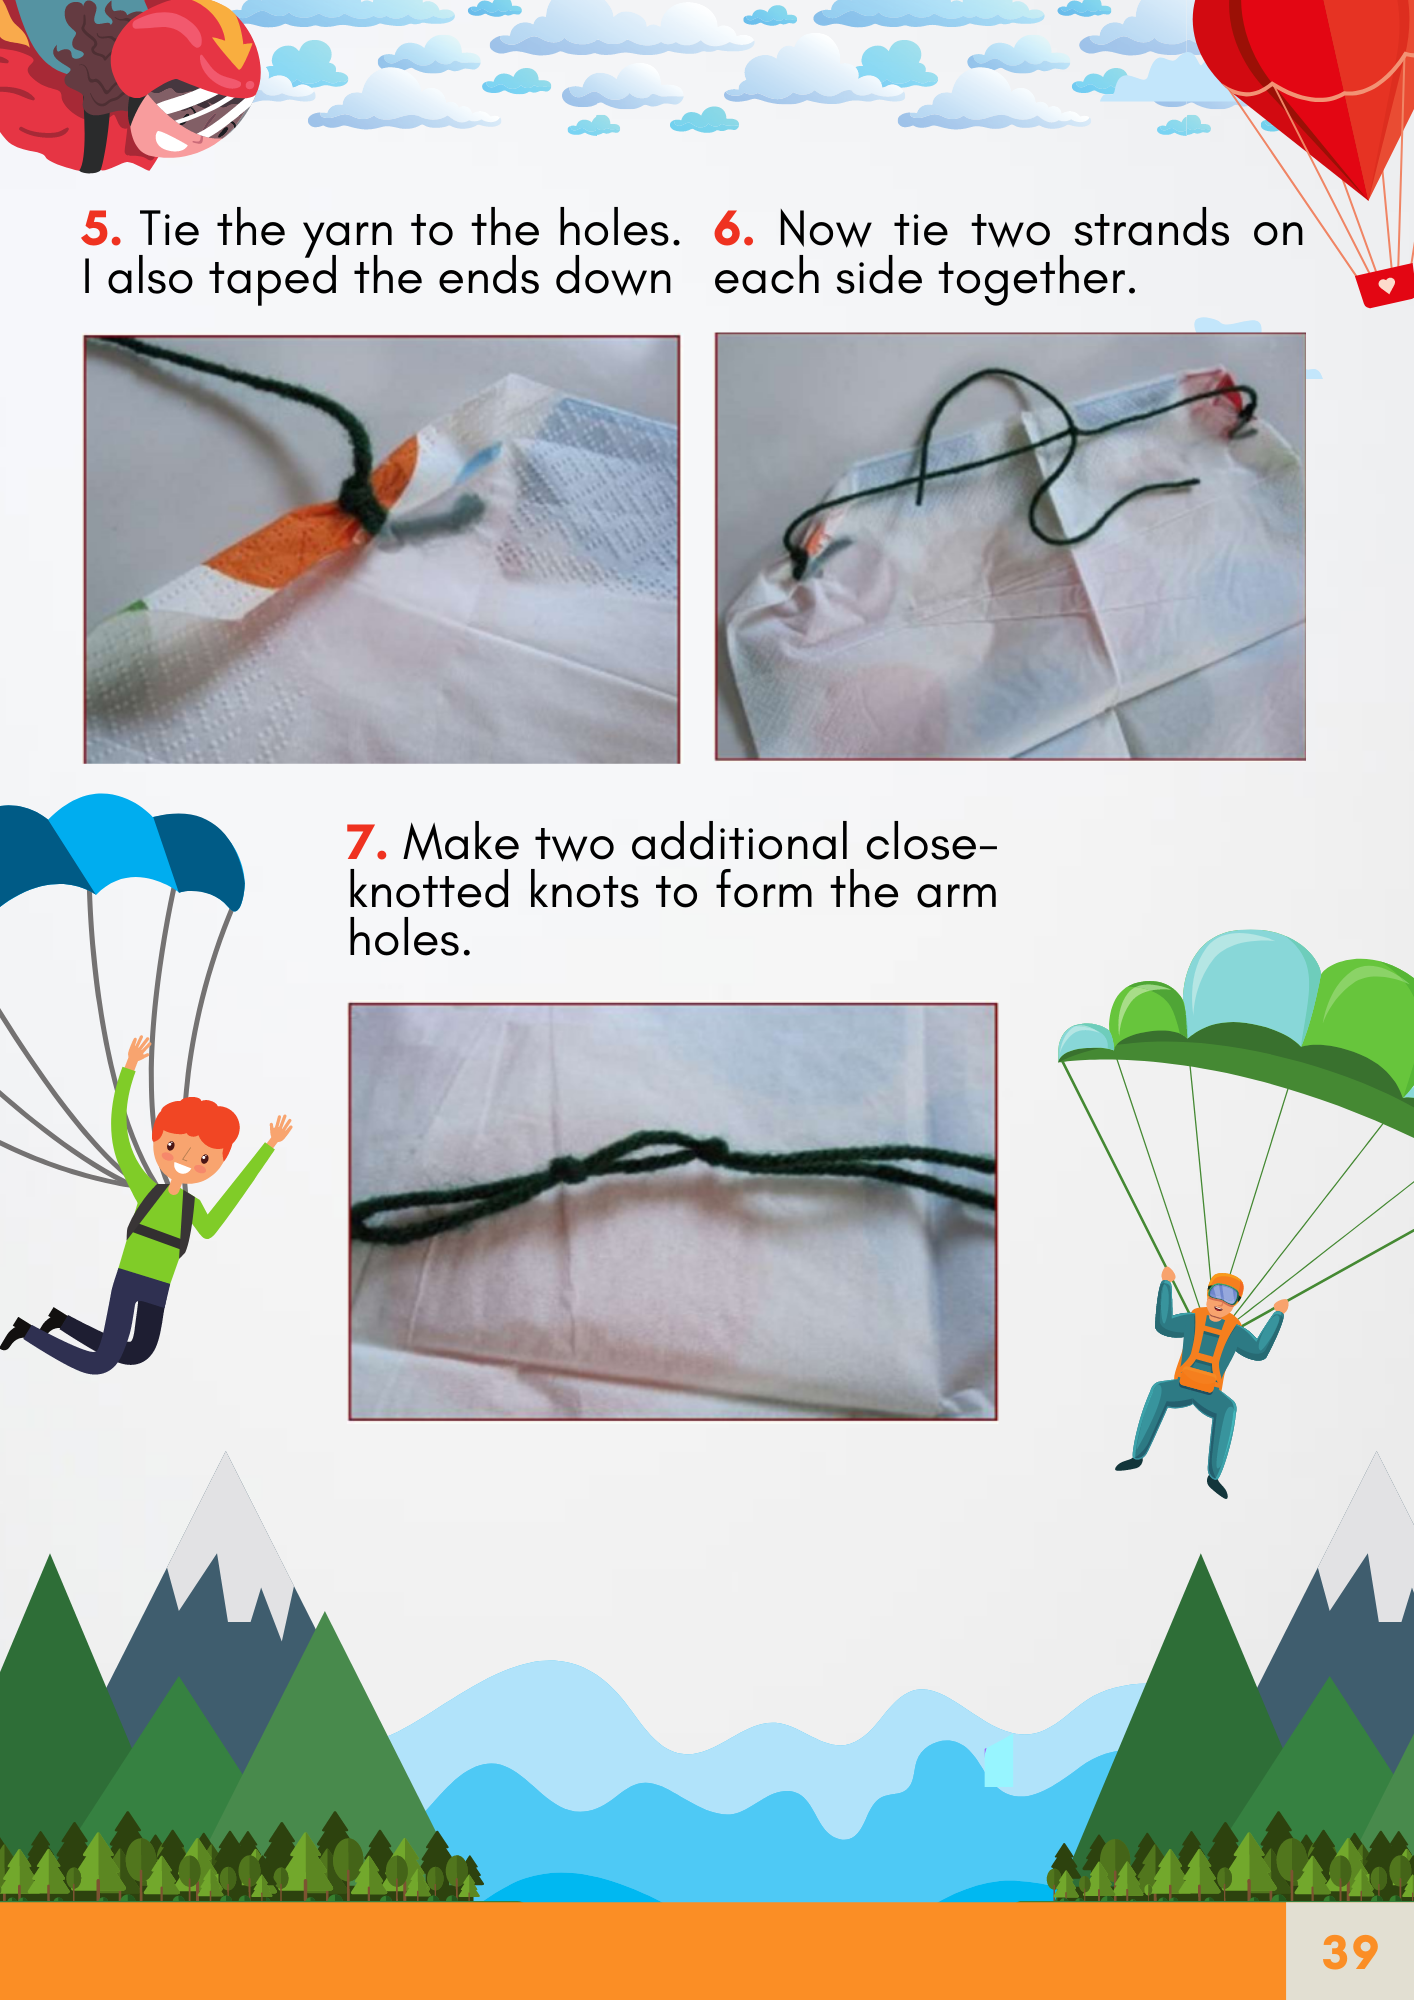 5. Tie the yarn to the holes.
I also taped the ends down
6. Now tie two strands on
each side together.
7. Make two additional close-
knotted knots to form the arm
holes.
39